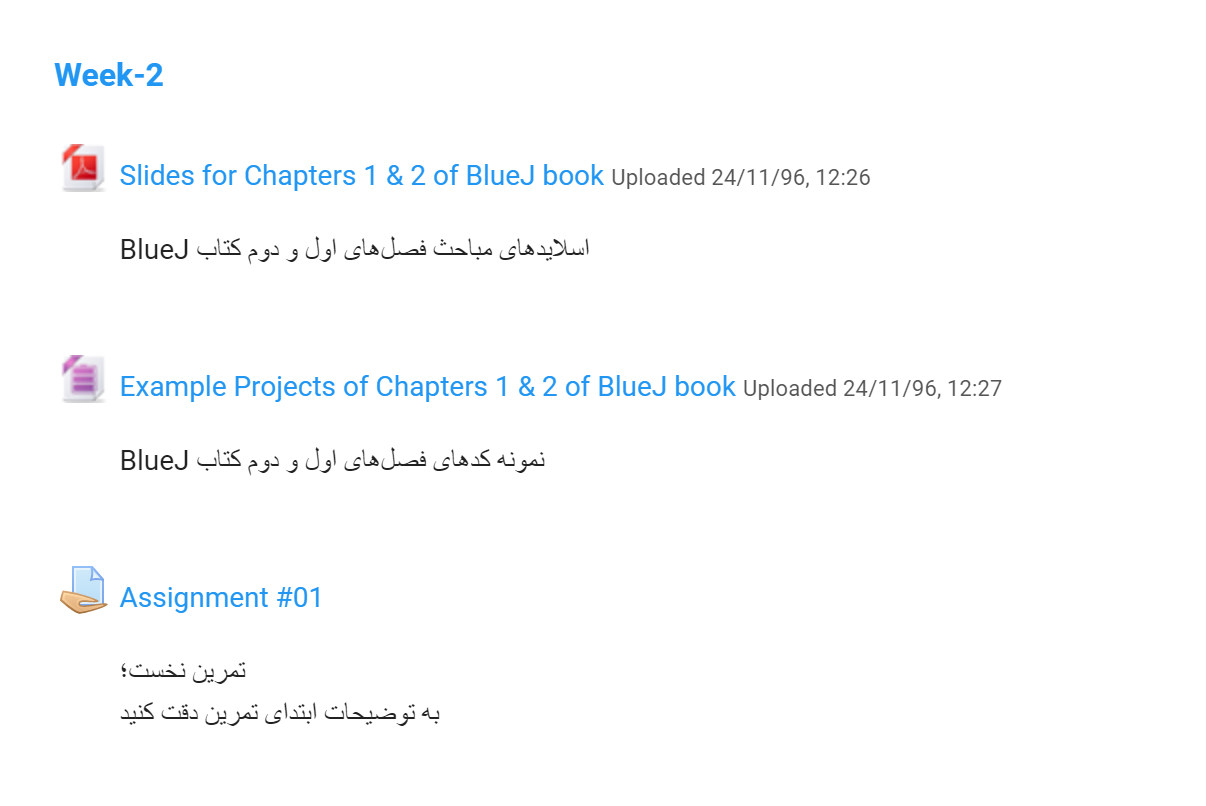 Week-2
Slides for Chapters 1 & 2 of BlueJ book Uploaded 24/11/96, 12:26
اسلایدهای مباحث فصل‌های اول و دوم کتاب BlueJ
Example Projects of Chapters 1 & 2 of BlueJ book Uploaded 24/11/96, 12:27
نمونه کدهای فصل‌های اول و دوم کتاب BlueJ
Assignment #01
تمرین نخست؛
به توضیحات ابتدای تمرین دقت کنید